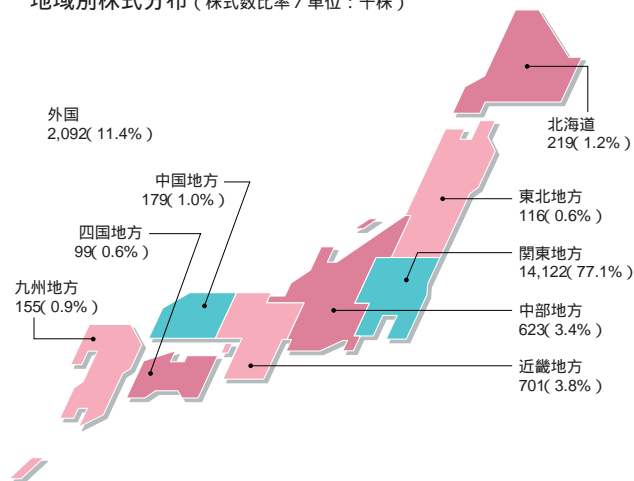 地域別株式分布(株式数比率/単位:千株)
外国
2,092(11.4%)
北海道
219(1.2%)
中国地方
179(1.0%)
東北地方
116(0.6%)
四国地方
99(0.6%)
関東地方
14,122(77.1%)
九州地方
155(0.9%)
中部地方
623(3.4%)
近畿地方
701(3.8%)